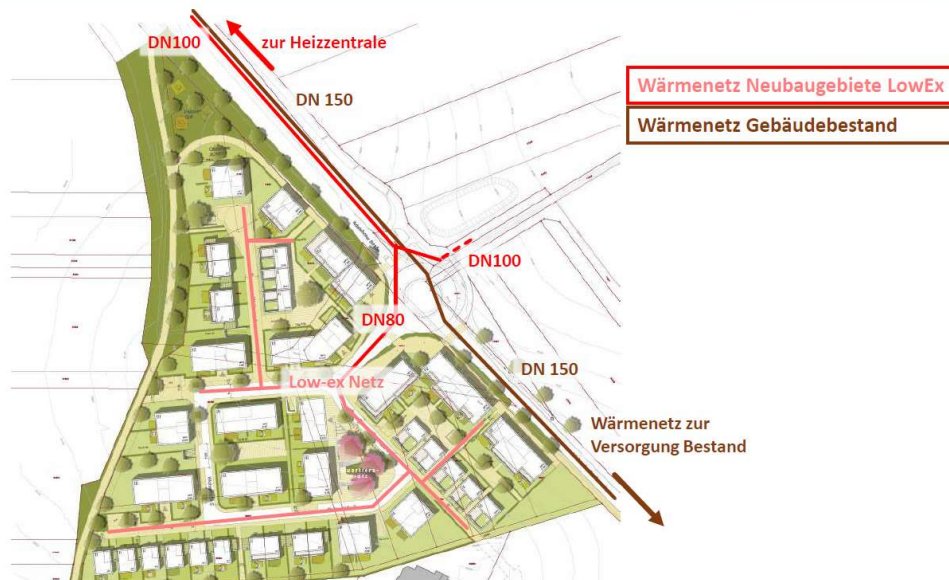 DN100
zur Heizzentrale
DN 150
Wärmenetz Neubaugebiete LowEx
Wärmenetz Gebäudebestand
DN100
DN80
Low-ex Netz
DN 150
Wärmenetz zur
Versorgung Bestand